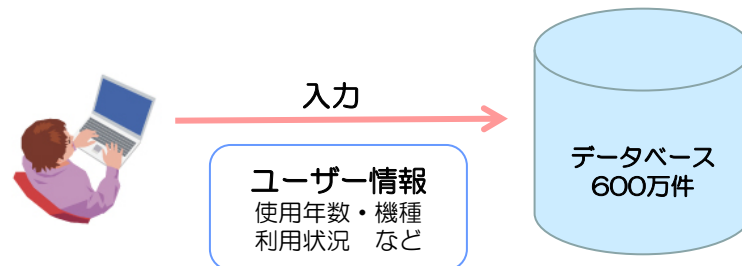 入力
ユーザー情報
使用年数・機種
利用状況　など
データベース
600万件